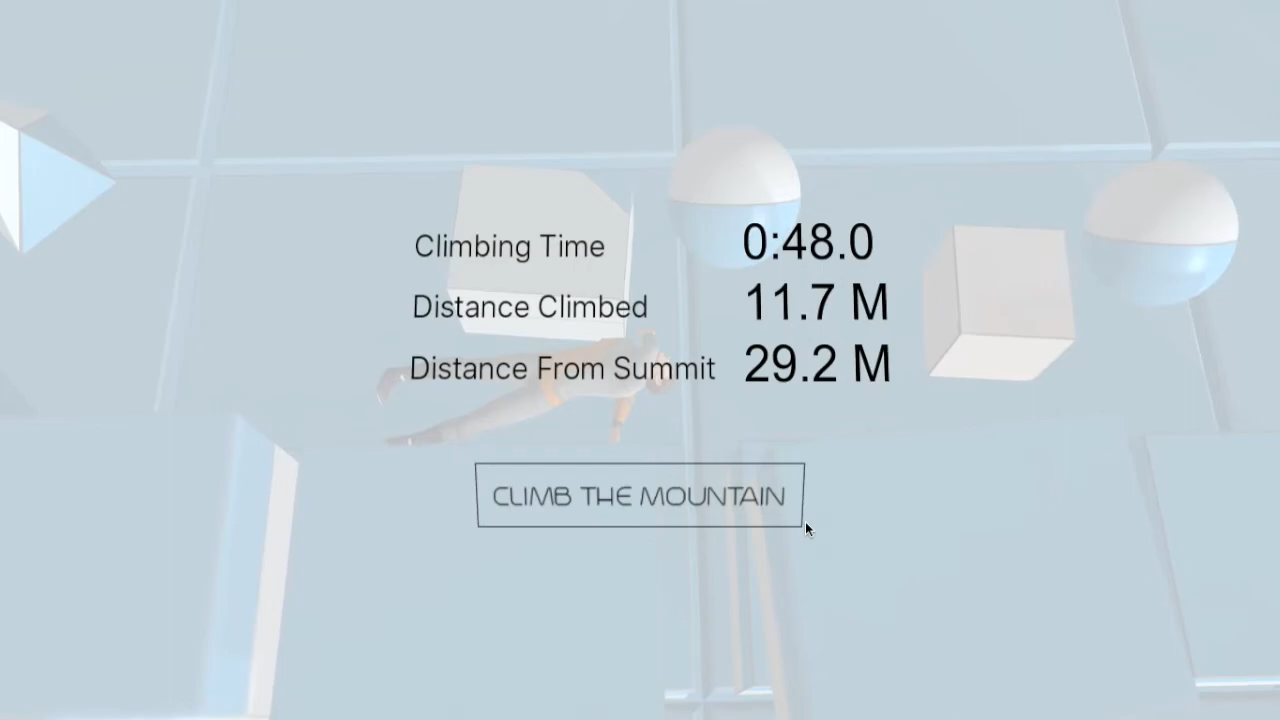 Climbing Time 0:48.0
Distance Climbed 11.7 M
Distance From Summit 29.2 M
CLIMB THE MOUNTAIN